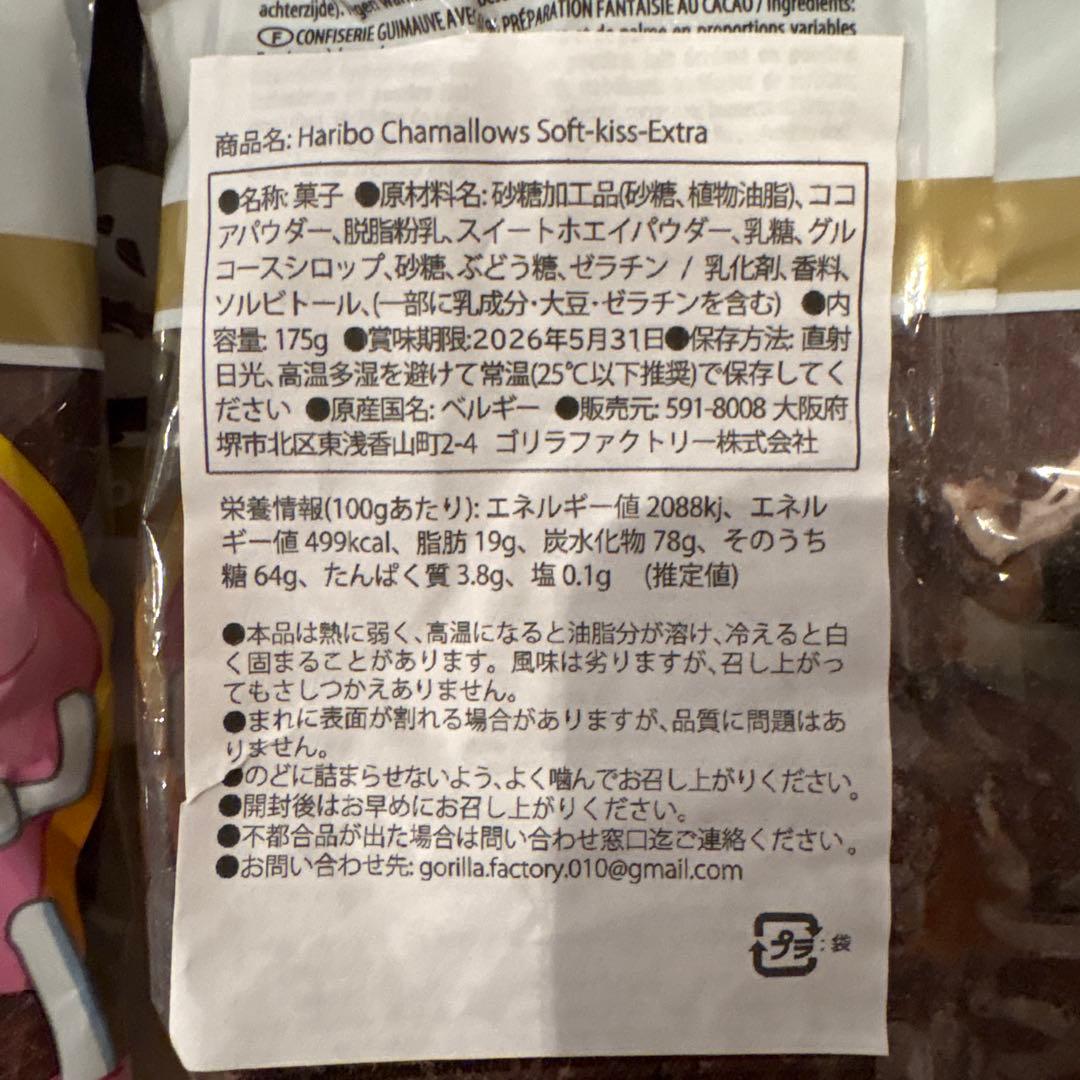 achterzijde).
Ⓕ CONFISERIE GUIMAUVE AVEC PRÉPARATION FANTAISIE AU CACAO / Ingrédients:
de palme en proportions variables
商品名: Haribo Chamallows Soft-kiss-Extra
●名称: 菓子 ●原材料名: 砂糖加工品(砂糖、植物油脂)、ココ
アパウダー、脱脂粉乳、スイートホエイパウダー、乳糖、グル
コースシロップ、砂糖、ぶどう糖、ゼラチン / 乳化剤、香料、
ソルビトール、(一部に乳成分・大豆・ゼラチンを含む) ●内
容量: 175g ●賞味期限:2026年5月31日●保存方法: 直射
日光、高温多湿を避けて常温(25℃以下推奨)で保存してく
ださい ●原産国名: ベルギー ●販売元: 591-8008 大阪府
堺市北区東浅香山町2-4 ゴリラファクトリー株式会社
栄養情報(100gあたり): エネルギー値 2088kj、エネル
ギー値 499kcal、脂肪 19g、炭水化物 78g、そのうち
糖 64g、たんぱく質 3.8g、塩 0.1g (推定値)
●本品は熱に弱く、高温になると油脂分が溶け、冷えると白
く固まることがあります。風味は劣りますが、召し上がっ
てもさしつかえありません。
●まれに表面が割れる場合がありますが、品質に問題はあ
りません。
●のどに詰まらせないよう、よく噛んでお召し上がりください。
●開封後はお早めにお召し上がりください。
●不都合品が出た場合は問い合わせ窓口迄ご連絡ください。
●お問い合わせ先: gorilla.factory.010@gmail.com
プラ : 袋